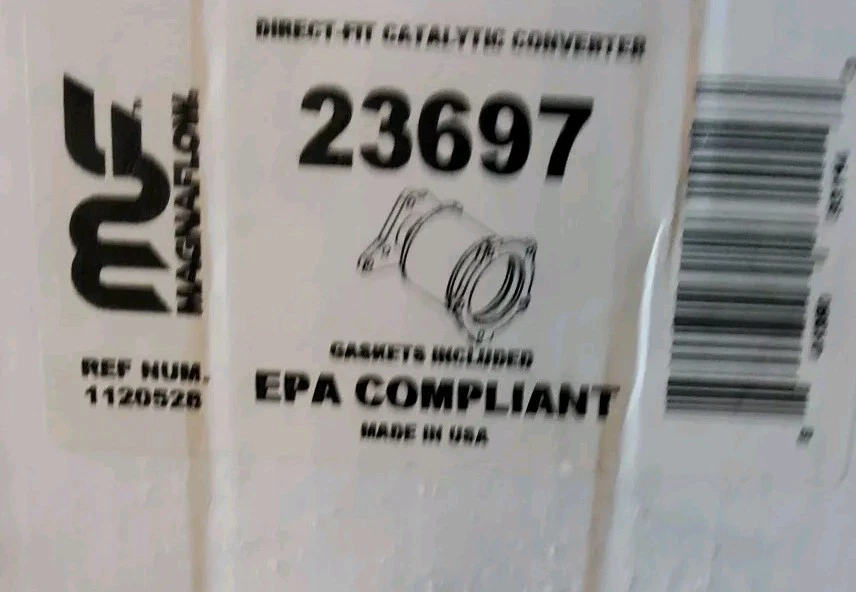 DIRECT-FIT CATALYTIC CONVERTER
23697
MAGNAFLOW
GASKETS INCLUDED
REF NUM.
1120528
EPA COMPLIANT
MADE IN USA